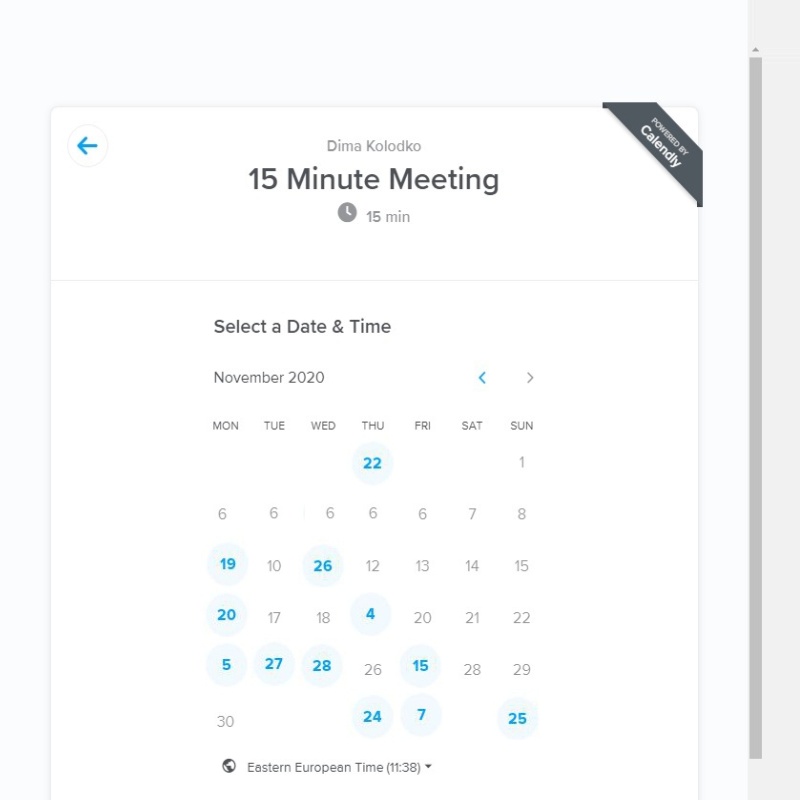 POWERED BY
Calendly
Dima Kolodko
15 Minute Meeting
15 min
Select a Date & Time
November 2020
MON TUE WED THU FRI SAT SUN
22 1
6 6 6 6 6 7 8
19 10 26 12 13 14 15
20 17 18 4 20 21 22
5 27 28 26 15 28 29
30 24 7 25
Eastern European Time (11:38)